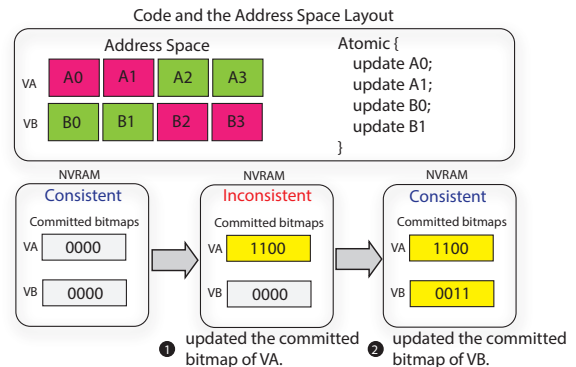 Code and the Address Space Layout
Address Space
VA A0 A1 A2 A3
VB B0 B1 B2 B3
Atomic {
update A0;
update A1;
update B0;
update B1
}
NVRAM
Consistent
Committed bitmaps
VA 0000
VB 0000
NVRAM
Inconsistent
Committed bitmaps
VA 1100
VB 0000
NVRAM
Consistent
Committed bitmaps
VA 1100
VB 0011
1 updated the committed
bitmap of VA.
2 updated the committed
bitmap of VB.